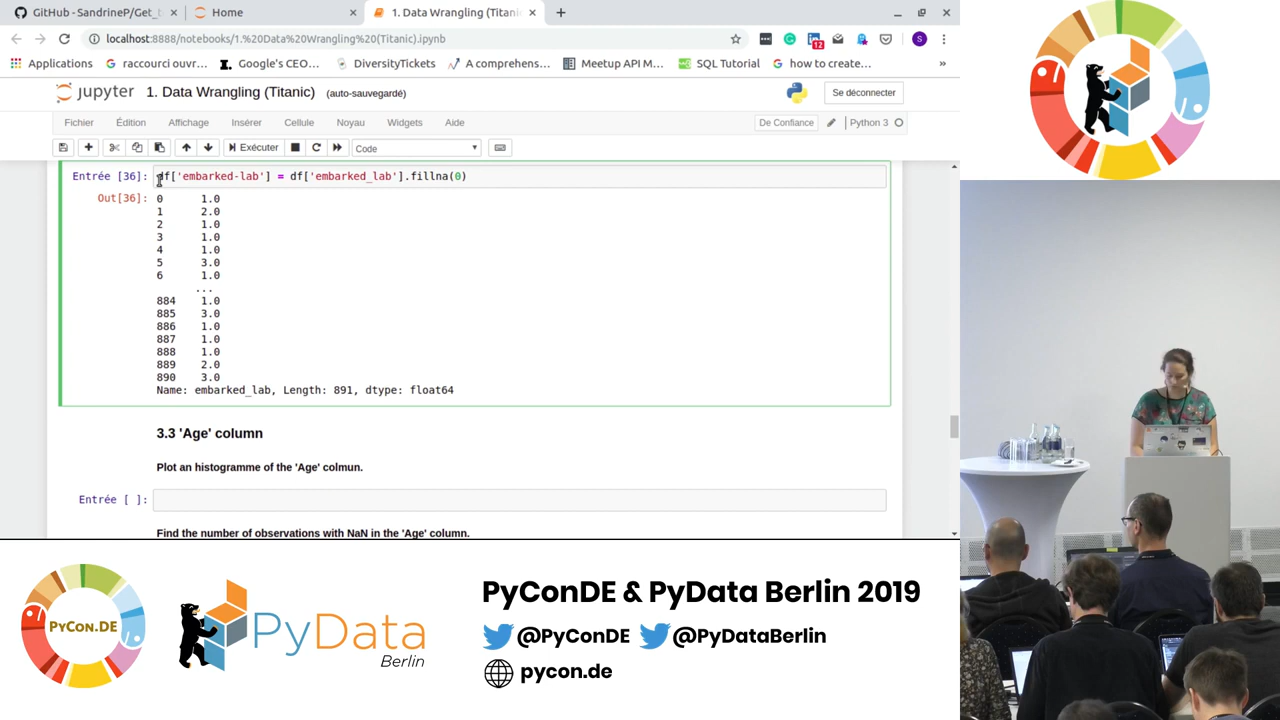 GitHub - SandrineP/Get_
Home
1. Data Wrangling (Titanic)
localhost:8888/notebooks/1.%20Data%20Wrangling%20(Titanic).ipynb
12
S
Applications
raccourci ouvr...
Google's CEO...
DiversityTickets
A comprehens...
Meetup API M...
SQL Tutorial
how to create...
»
jupyter 1. Data Wrangling (Titanic) (auto-sauvegardé)
Se déconnecter
Fichier Édition Affichage Insérer Cellule Noyau Widgets Aide
De Confiance
Python 3
Exécuter
Code
Entrée [36]: df['embarked-lab'] = df['embarked_lab'].fillna(0)
Out[36]: 0 1.0
1 2.0
2 1.0
3 1.0
4 1.0
5 3.0
6 1.0
...
884 1.0
885 3.0
886 1.0
887 1.0
888 1.0
889 2.0
890 3.0
Name: embarked_lab, Length: 891, dtype: float64
3.3 'Age' column
Plot an histogramme of the 'Age' colmun.
Entrée [ ]:
Find the number of observations with NaN in the 'Age' column.
PyCon.DE
PyData
Berlin
PyConDE & PyData Berlin 2019
@PyConDE @PyDataBerlin
pycon.de